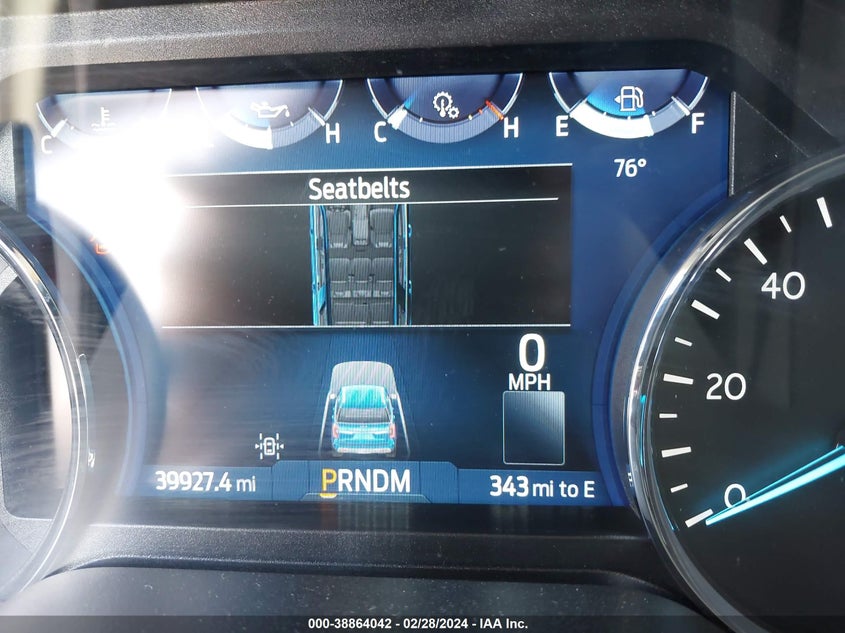 C H C H E F
76°
Seatbelts
40
0
MPH
20
39927.4 mi PRNDM 343 mi to E
0
000-38864042 / 02/28/2024 - IAA Inc.